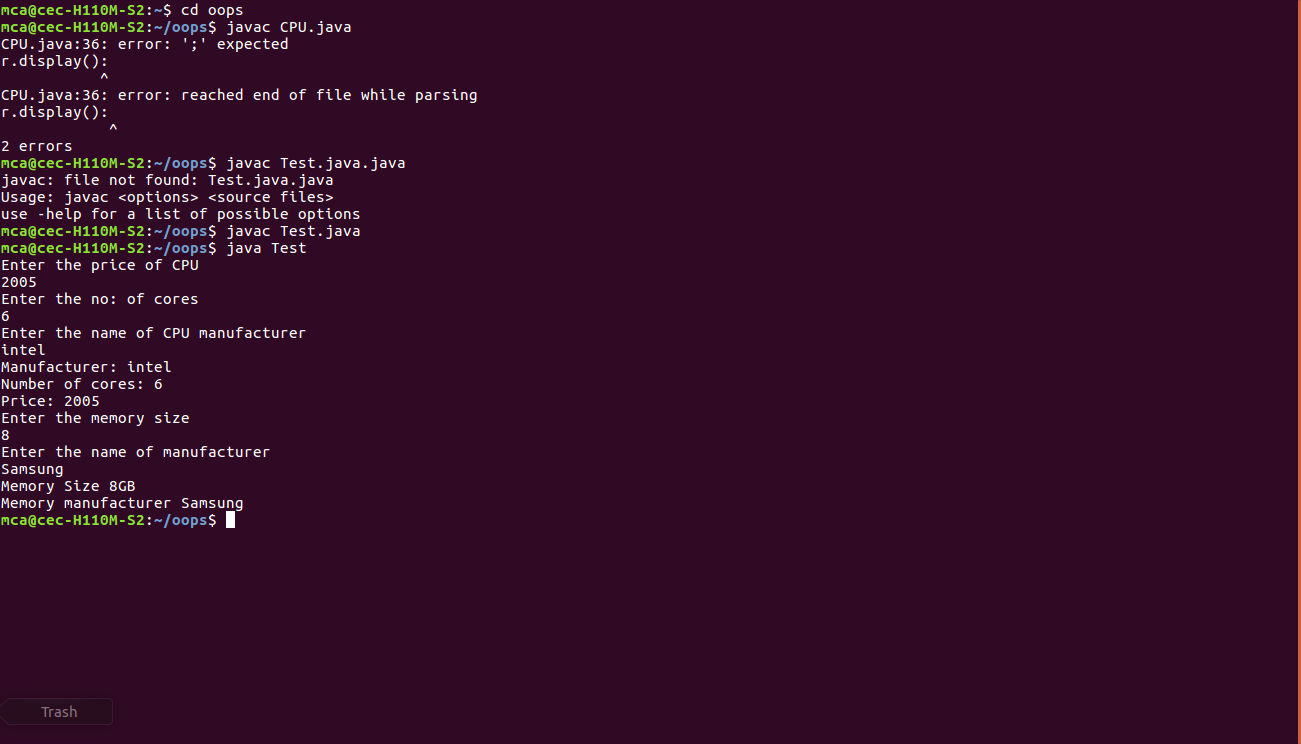 mca@cec-H110M-S2:~$ cd oops
mca@cec-H110M-S2:~/oops$ javac CPU.java
CPU.java:36: error: ';' expected
r.display():
           ^
CPU.java:36: error: reached end of file while parsing
r.display():
            ^
2 errors
mca@cec-H110M-S2:~/oops$ javac Test.java.java
javac: file not found: Test.java.java
Usage: javac <options> <source files>
use -help for a list of possible options
mca@cec-H110M-S2:~/oops$ javac Test.java
mca@cec-H110M-S2:~/oops$ java Test
Enter the price of CPU
2005
Enter the no: of cores
6
Enter the name of CPU manufacturer
intel
Manufacturer: intel
Number of cores: 6
Price: 2005
Enter the memory size
8
Enter the name of manufacturer
Samsung
Memory Size 8GB
Memory manufacturer Samsung
mca@cec-H110M-S2:~/oops$
Trash